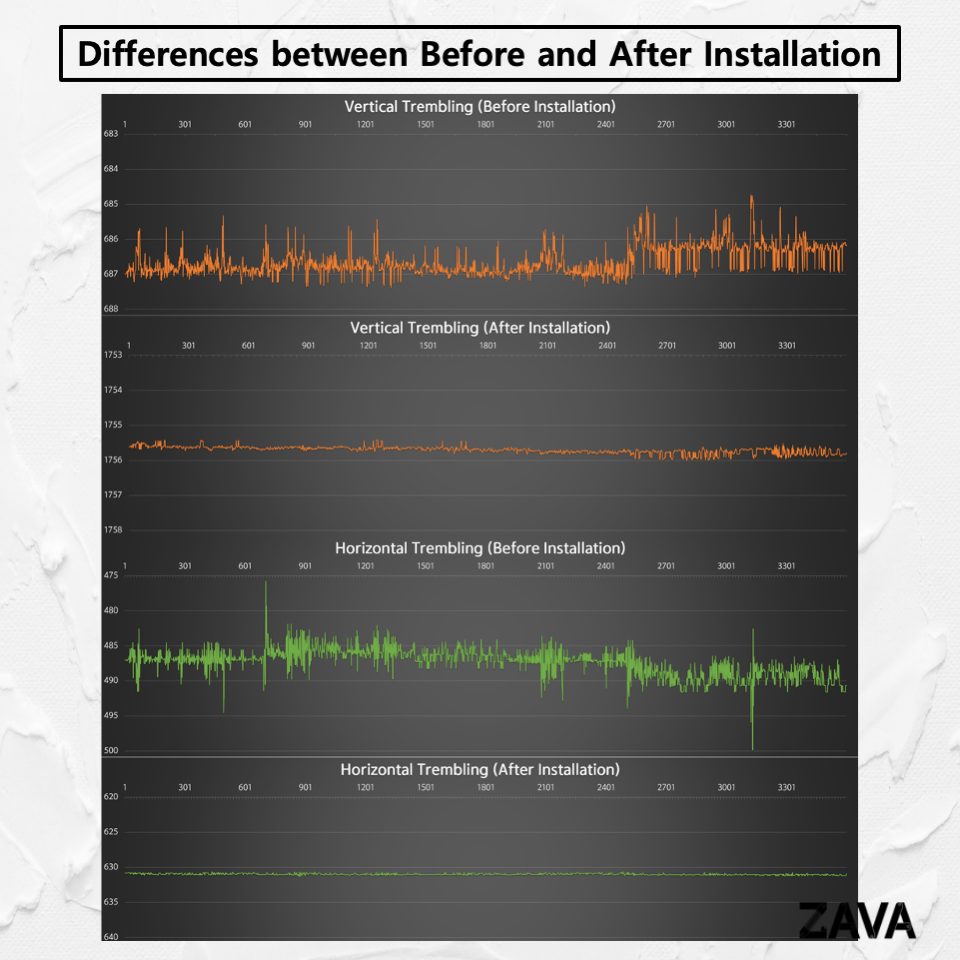 Differences between Before and After Installation
Vertical Trembling (Before Installation)
1 301 601 901 1201 1501 1801 2101 2401 2701 3001 3301
683
684
685
686
687
688
Vertical Trembling (After Installation)
1 301 601 901 1201 1501 1801 2101 2401 2701 3001 3301
1753
1754
1755
1756
1757
1758
Horizontal Trembling (Before Installation)
1 301 601 901 1201 1501 1801 2101 2401 2701 3001 3301
475
480
485
490
495
500
Horizontal Trembling (After Installation)
1 301 601 901 1201 1501 1801 2101 2401 2701 3001 3301
620
625
630
635
640
ZAVA